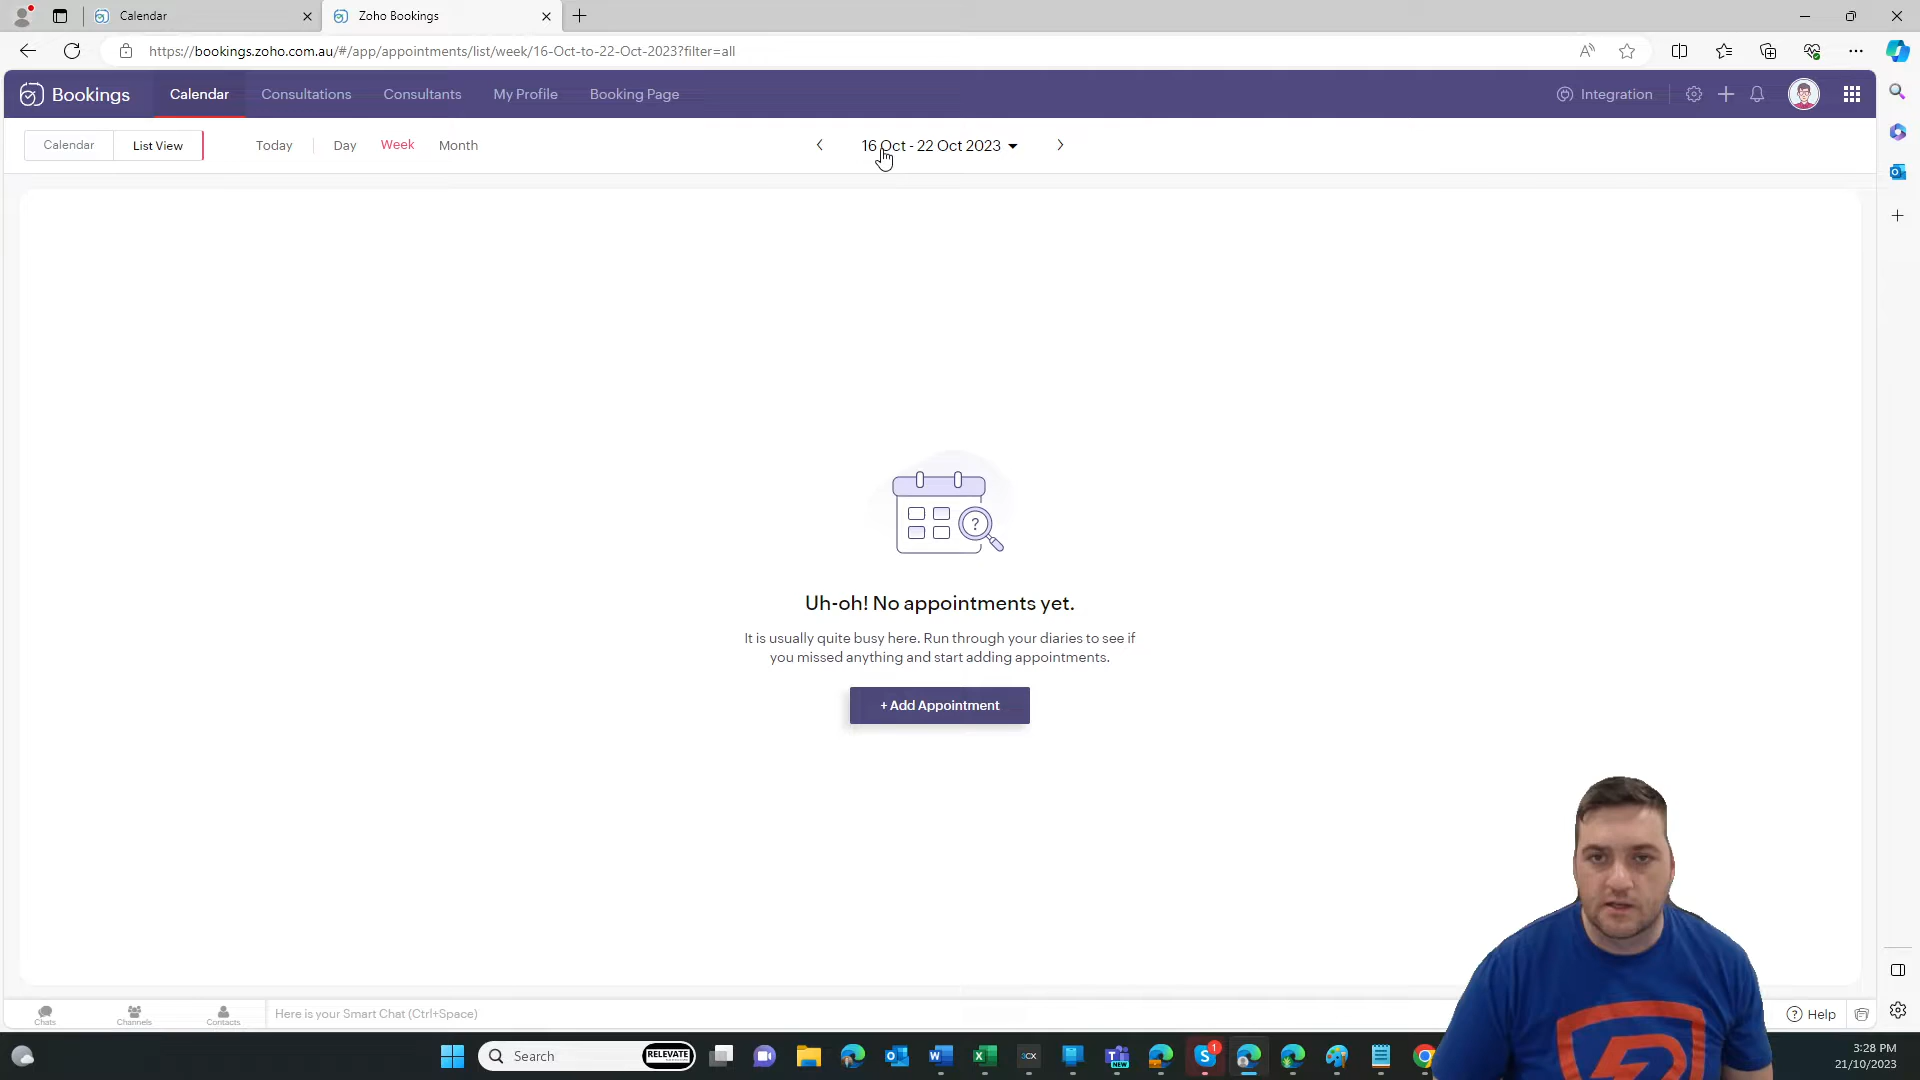 Calendar
Zoho Bookings
https://bookings.zoho.com.au/#/app/appointments/list/week/16-Oct-to-22-Oct-2023?filter=all
Bookings Calendar Consultations Consultants My Profile Booking Page Integration
Calendar List View Today Day Week Month 16 Oct - 22 Oct 2023
?
Uh-oh! No appointments yet.
It is usually quite busy here. Run through your diaries to see if
you missed anything and start adding appointments.
+ Add Appointment
Chats Channels Contacts Here is your Smart Chat (Ctrl+Space) ? Help
Search RELEVATE 3CX NEW 1
3:28 PM
21/10/2023